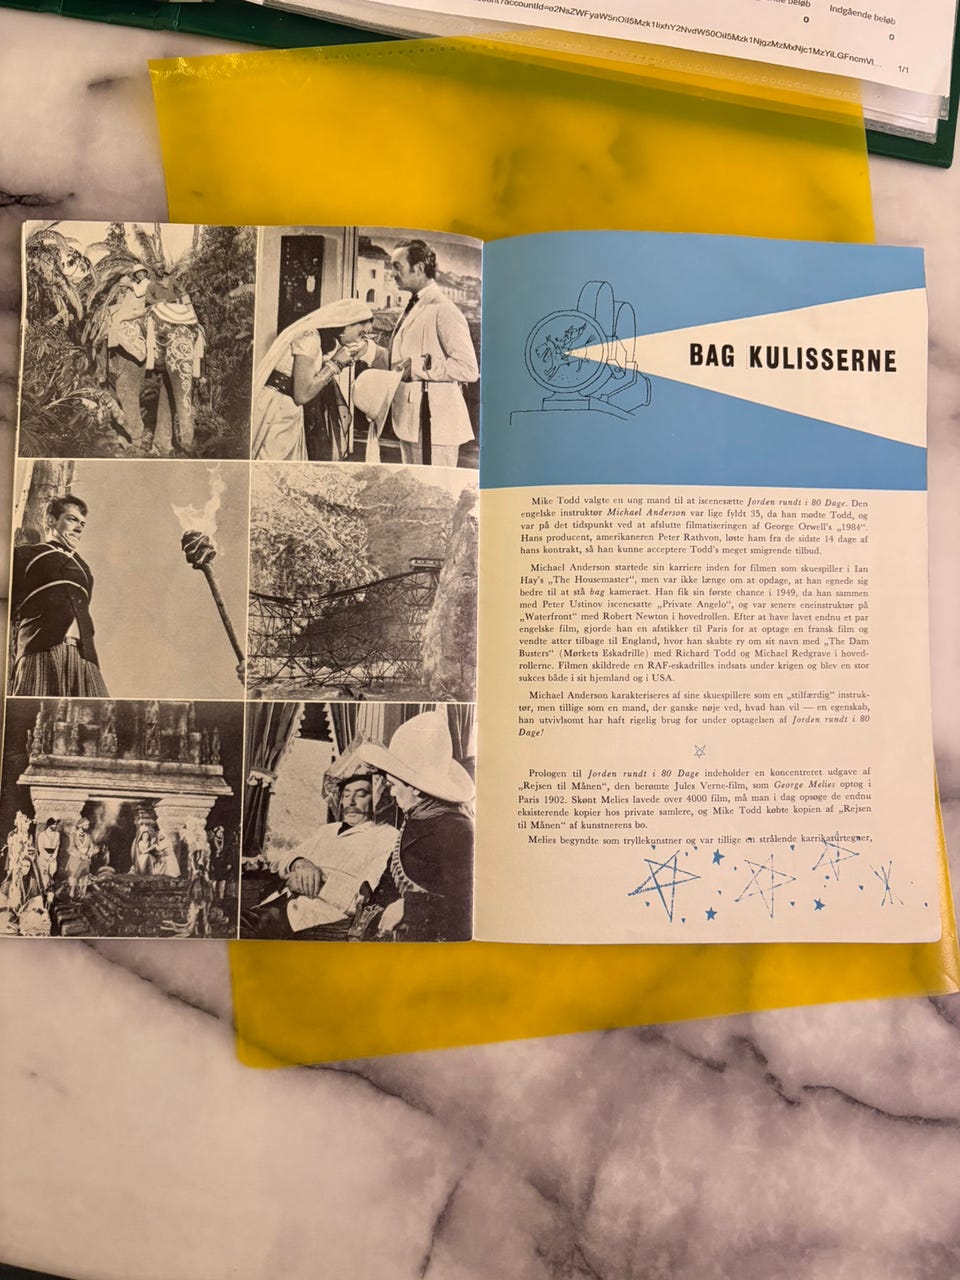 Indgående beløb
0
0
1/1
BAG KULISSERNE
Mike Todd valgte en ung mand til at iscenesætte Jorden rundt i 80 Dage. Den
engelske instruktør Michael Anderson var lige fyldt 35, da han mødte Todd, og
var på det tidspunkt ved at afslutte filmatiseringen af George Orwell's „1984“.
Hans producent, amerikaneren Peter Rathvon, løste ham fra de sidste 14 dage af
hans kontrakt, så han kunne acceptere Todd's meget smigrende tilbud.
Michael Anderson startede sin karriere inden for filmen som skuespiller i Ian
Hay's „The Housemaster“, men var ikke længe om at opdage, at han egnede sig
bedre til at stå bag kameraet. Han fik sin første chance i 1949, da han sammen
med Peter Ustinov iscenesatte „Private Angelo“, og var senere eneinstruktør på
„Waterfront“ med Robert Newton i hovedrollen. Efter at have lavet endnu et par
engelske film, gjorde han en afstikker til Paris for at optage en fransk film og
vendte atter tilbage til England, hvor han skabte ry om sit navn med „The Dam
Busters“ (Mørkets Eskadrille) med Richard Todd og Michael Redgrave i hoved-
rollerne. Filmen skildrede en RAF-eskadrilles indsats under krigen og blev en stor
sukces både i sit hjemland og i USA.
Michael Anderson karakteriseres af sine skuespillere som en „stilfærdig“ instruk-
tør, men tillige som en mand, der ganske nøje ved, hvad han vil — en egenskab,
han utvivlsomt har haft rigelig brug for under optagelsen af Jorden rundt i 80
Dage!
Prologen til Jorden rundt i 80 Dage indeholder en koncentreret udgave af
„Rejsen til Månen“, den berømte Jules Verne-film, som George Melies optog i
Paris 1902. Skønt Melies lavede over 4000 film, må man i dag opsøge de endnu
eksisterende kopier hos private samlere, og Mike Todd købte kopien af „Rejsen
til Månen“ af kunstnerens bo.
Melies begyndte som tryllekunstner og var tillige en strålende karrikaturtegner,